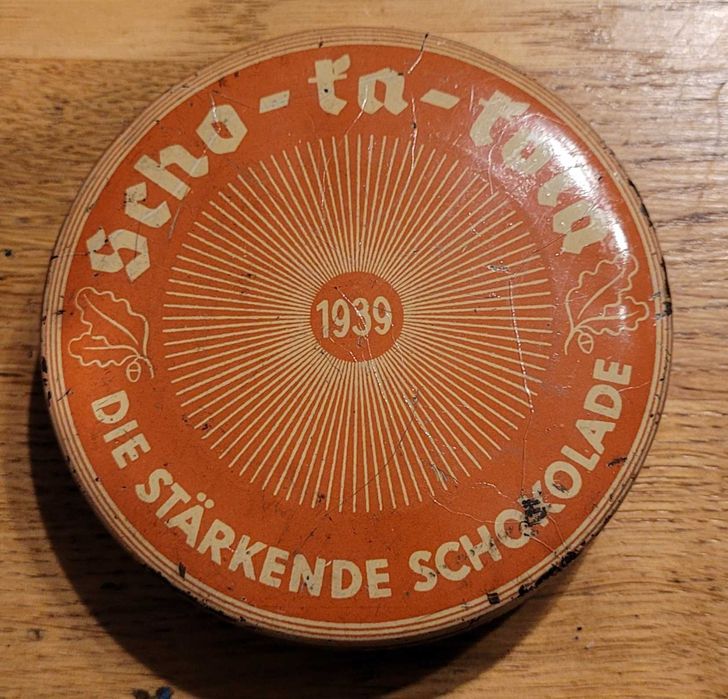 Scho-ka-kola
1939
DIE STÄRKENDE SCHOKOLADE